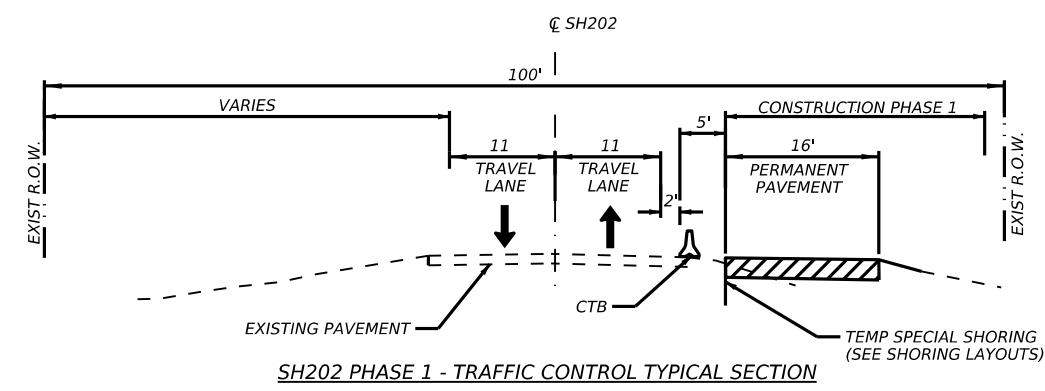 ℄ SH202
100'
VARIES
CONSTRUCTION PHASE 1
5'
11
11
16'
TRAVEL
LANE
TRAVEL
LANE
PERMANENT
PAVEMENT
2'
EXIST R.O.W.
EXIST R.O.W.
CTB
EXISTING PAVEMENT
TEMP SPECIAL SHORING
(SEE SHORING LAYOUTS)
SH202 PHASE 1 - TRAFFIC CONTROL TYPICAL SECTION